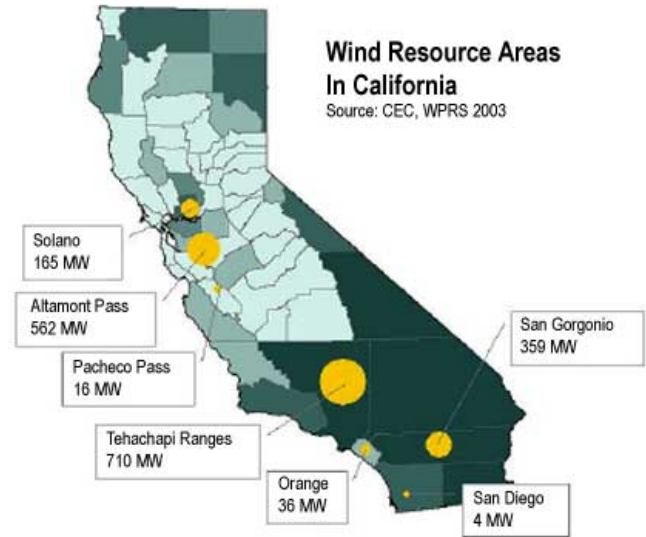 Wind Resource Areas
In California
Source: CEC, WPRS 2003
Solano
165 MW
Altamont Pass
562 MW
Pacheco Pass
16 MW
Tehachapi Ranges
710 MW
Orange
36 MW
San Gorgonio
359 MW
San Diego
4 MW